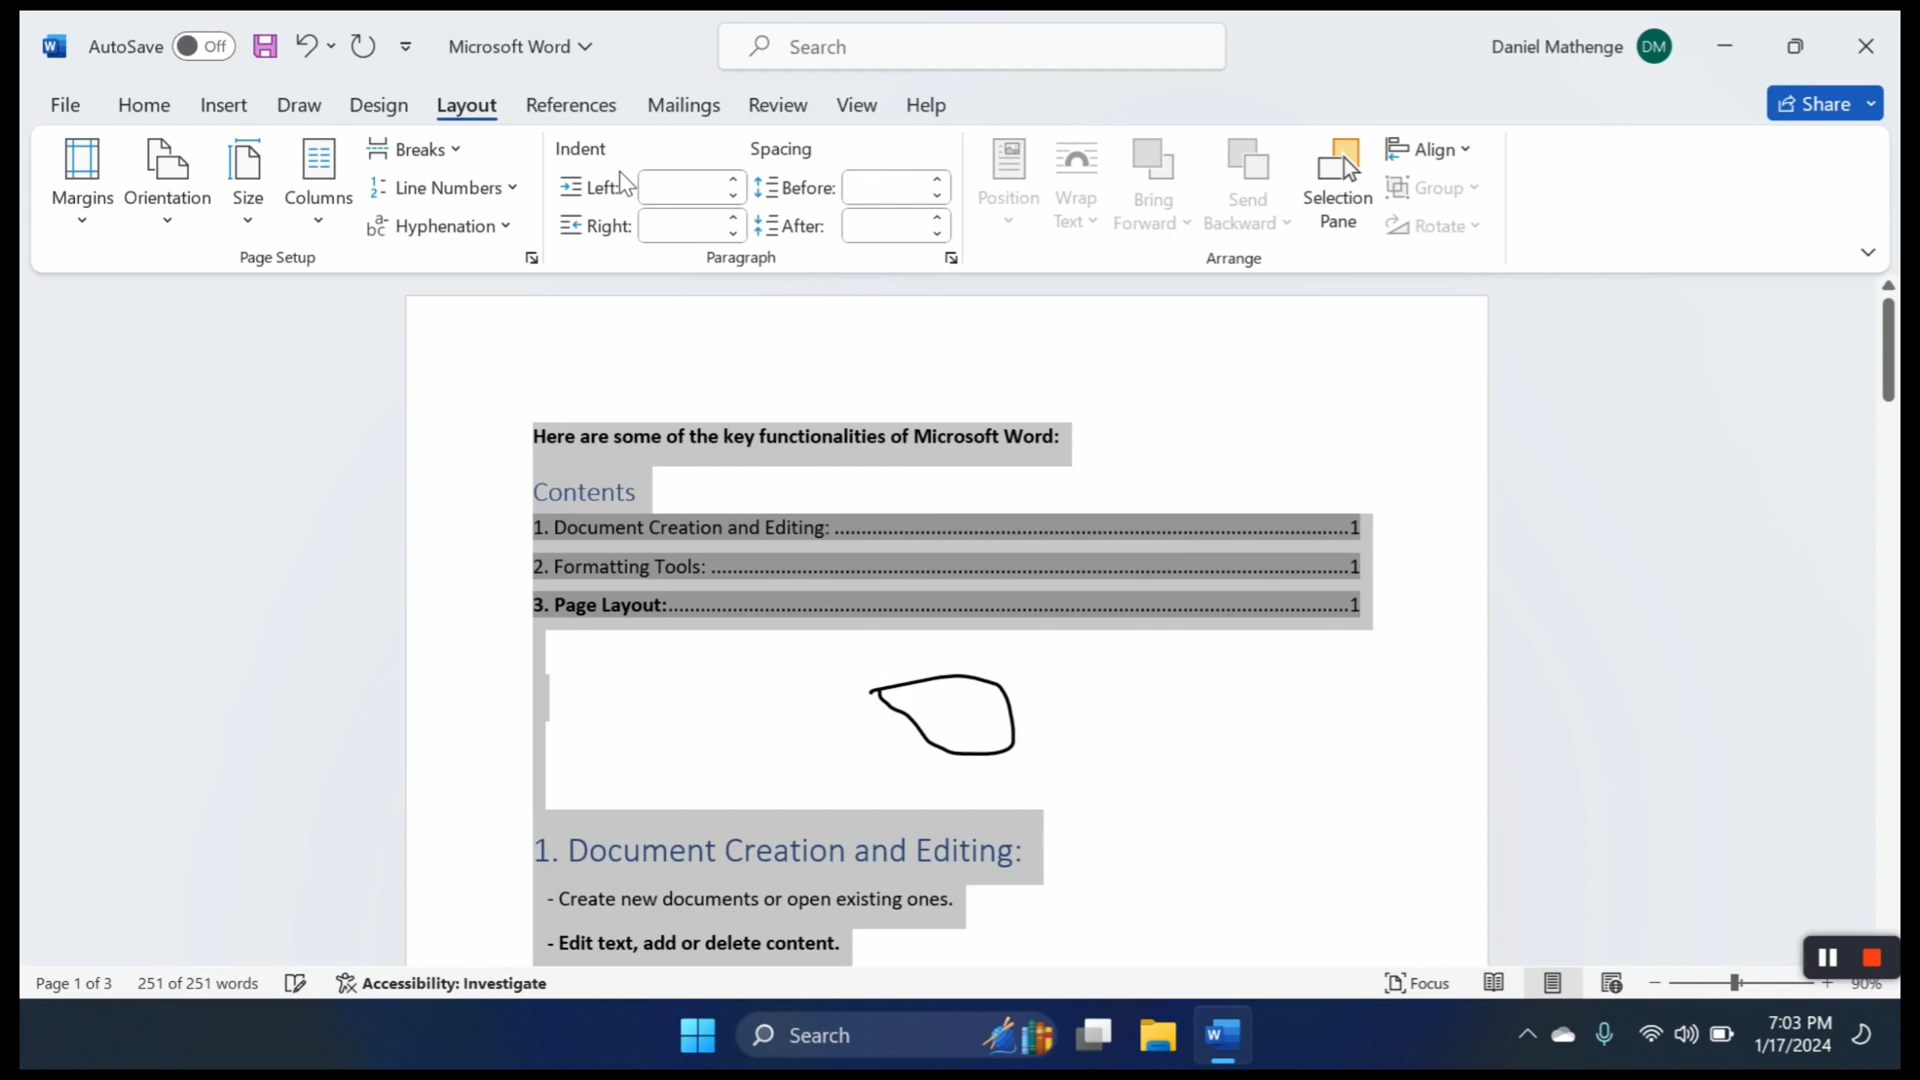 AutoSave Off Microsoft Word Search Daniel Mathenge DM
File Home Insert Draw Design Layout References Mailings Review View Help Share
Margins Orientation Size Columns
Breaks
Line Numbers
Hyphenation
Page Setup
Indent Spacing
Left: Before:
Right: After:
Paragraph
Position
Wrap Text
Bring Forward
Send Backward
Selection Pane
Align
Group
Rotate
Arrange
Here are some of the key functionalities of Microsoft Word:
Contents
1. Document Creation and Editing: ................................................................................................1
2. Formatting Tools: .......................................................................................................................1
3. Page Layout:...............................................................................................................................1
1. Document Creation and Editing:
- Create new documents or open existing ones.
- Edit text, add or delete content.
Page 1 of 3 251 of 251 words Accessibility: Investigate Focus 90%
Search
7:03 PM
1/17/2024